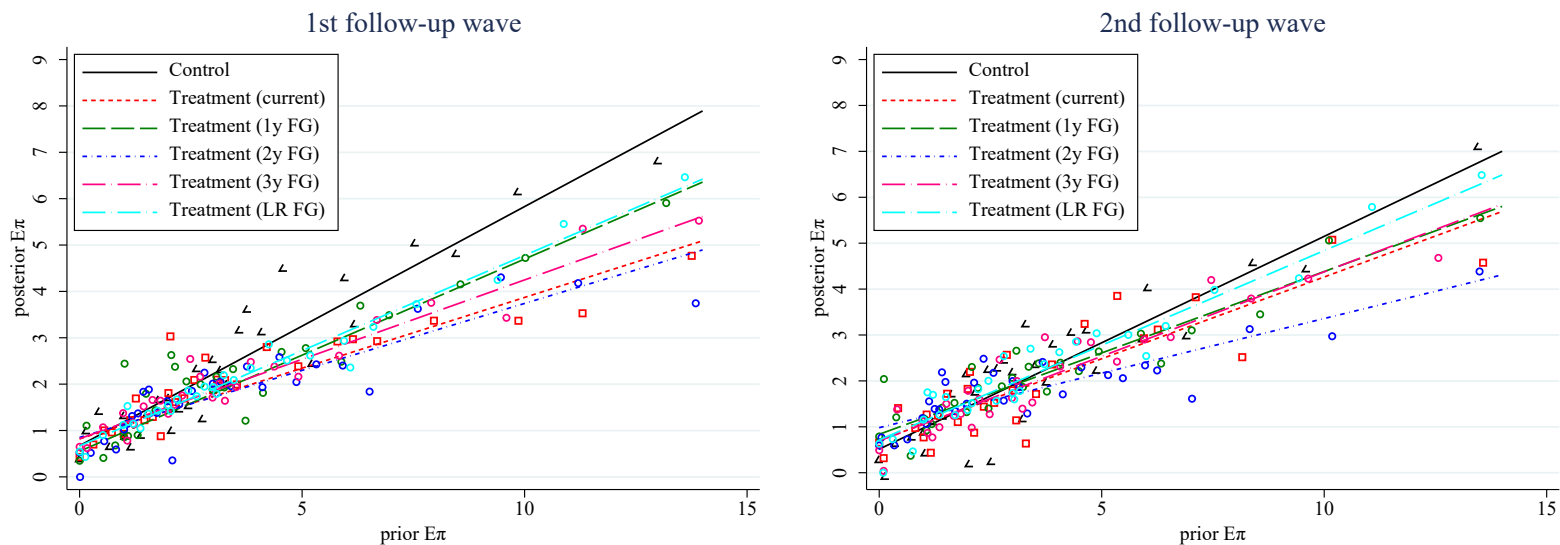 1st follow-up wave
posterior Eπ
9
8
7
6
5
4
3
2
1
0
Control
Treatment (current)
Treatment (1y FG)
Treatment (2y FG)
Treatment (3y FG)
Treatment (LR FG)
0 5 10 15
prior Eπ
2nd follow-up wave
posterior Eπ
9
8
7
6
5
4
3
2
1
0
Control
Treatment (current)
Treatment (1y FG)
Treatment (2y FG)
Treatment (3y FG)
Treatment (LR FG)
0 5 10 15
prior Eπ